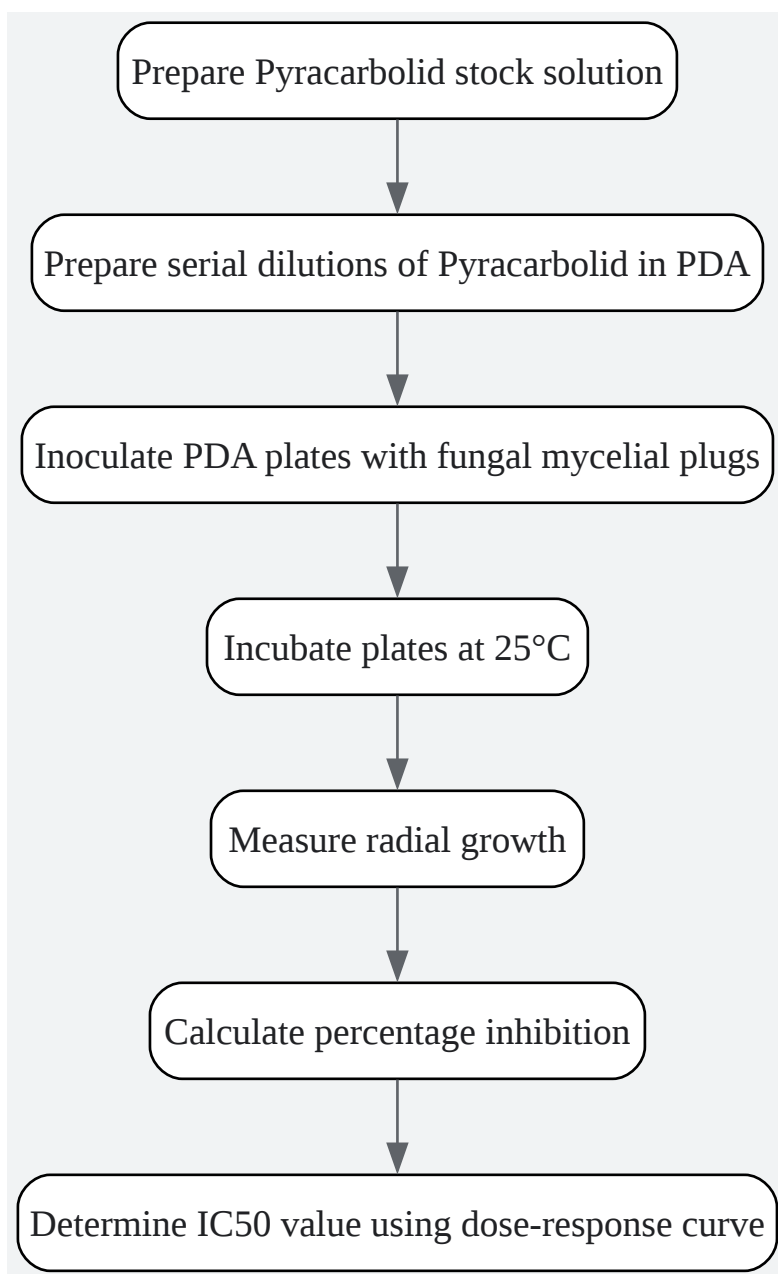 Prepare Pyracarbolid stock solution
Prepare serial dilutions of Pyracarbolid in PDA
Inoculate PDA plates with fungal mycelial plugs
Incubate plates at 25°C
Measure radial growth
Calculate percentage inhibition
Determine IC50 value using dose-response curve